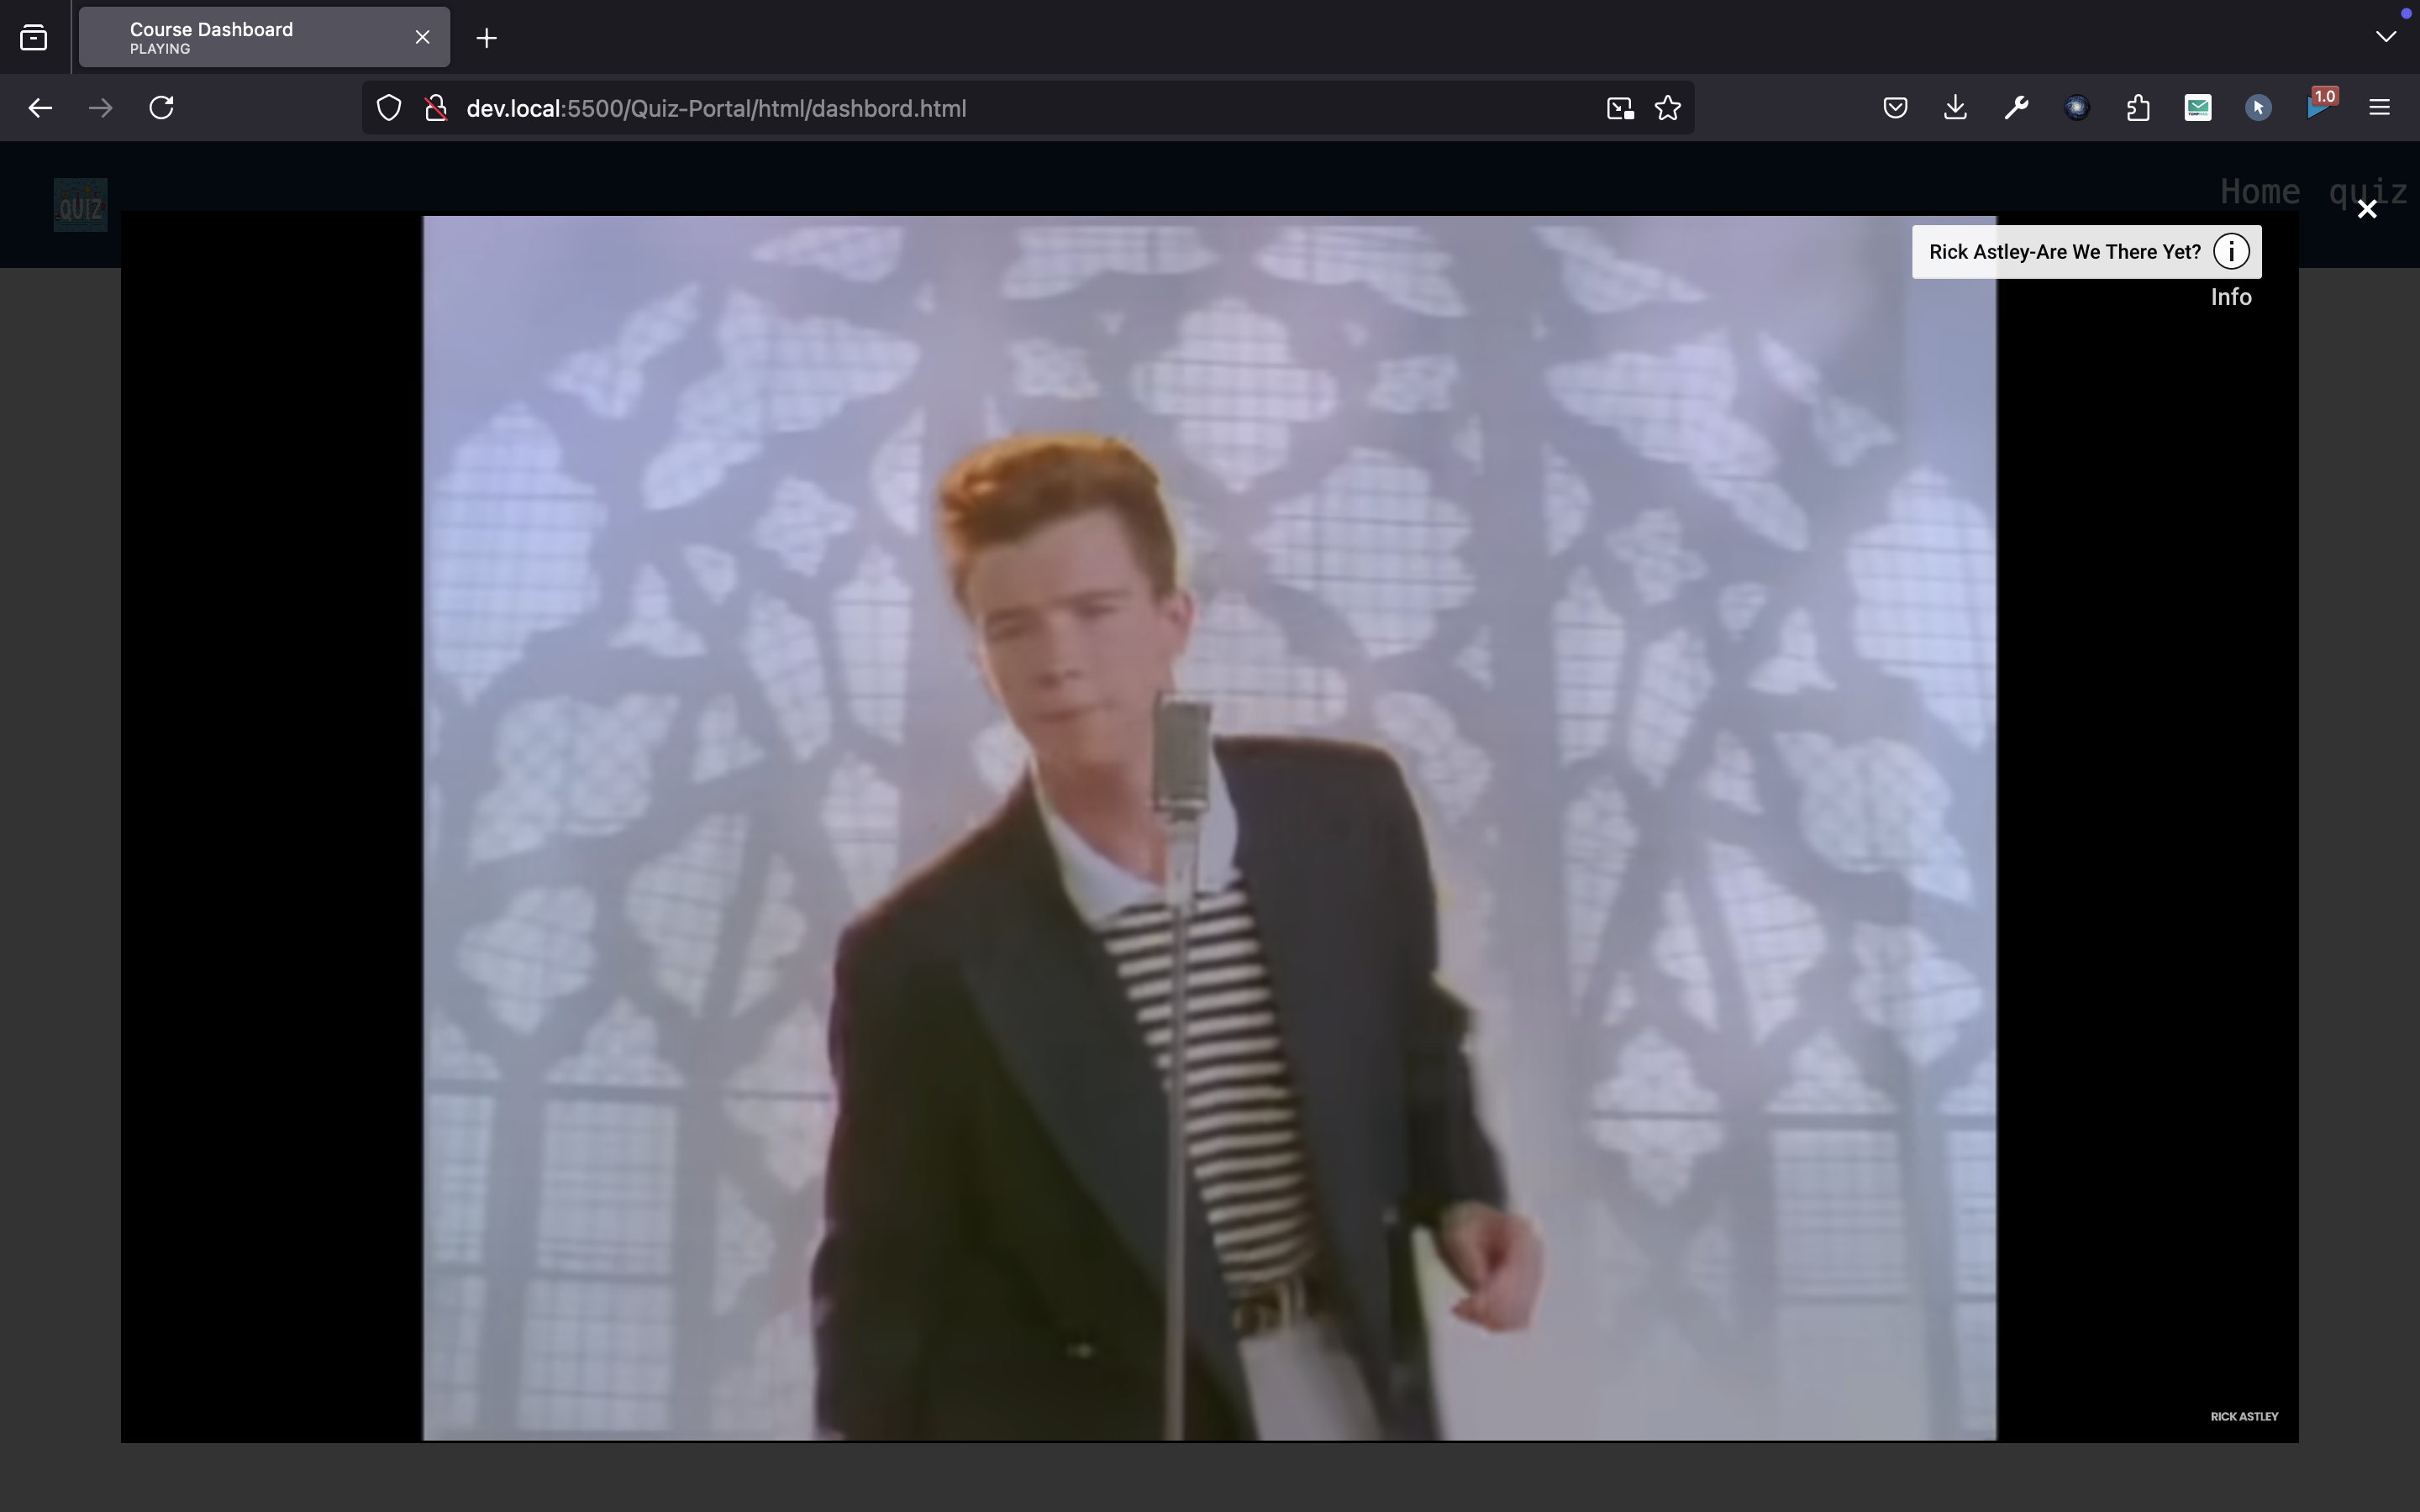 Course Dashboard
PLAYING
dev.local:5500/Quiz-Portal/html/dashbord.html
1.0
QUIZ
Home quiz
Rick Astley-Are We There Yet?
Info
RICK ASTLEY